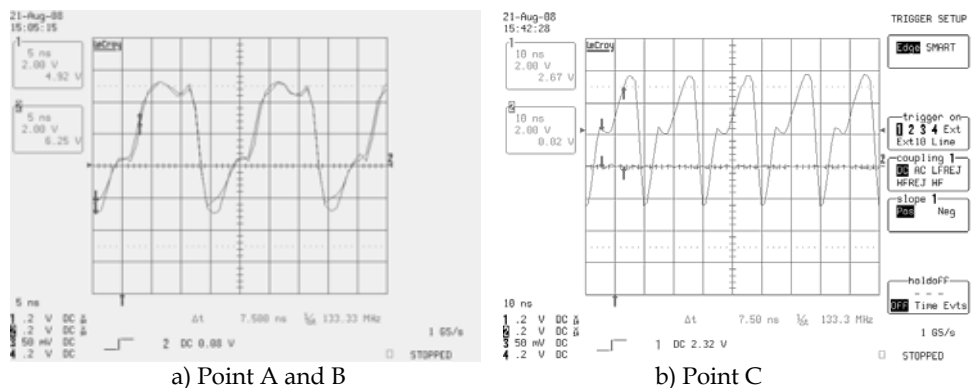 21-Aug-08
15:05:15
1
5 ns
2.00 V
4.92 V
2
5 ns
2.00 V
6.25 V
LeCroy
2
5 ns
1 .2 V DC
2 .2 V DC
3 50 mV DC
4 .2 V DC
Δt 7.500 ns 1/Δt 133.33 MHz
2 DC 0.08 V
1 GS/s
STOPPED
a) Point A and B
21-Aug-08
15:42:28
1
10 ns
2.00 V
2.67 V
2
10 ns
2.00 V
0.02 V
LeCroy
2
10 ns
1 .2 V DC
2 .2 V DC
3 50 mV DC
4 .2 V DC
Δt 7.50 ns 1/Δt 133.3 MHz
1 DC 2.32 V
TRIGGER SETUP
Edge SMART
trigger on
1 2 3 4 Ext
Ext10 Line
coupling 1
DC AC LFREJ
HFREJ HF
slope 1
Pos Neg
holdoff
- - -
Off Time Evts
1 GS/s
STOPPED
b) Point C